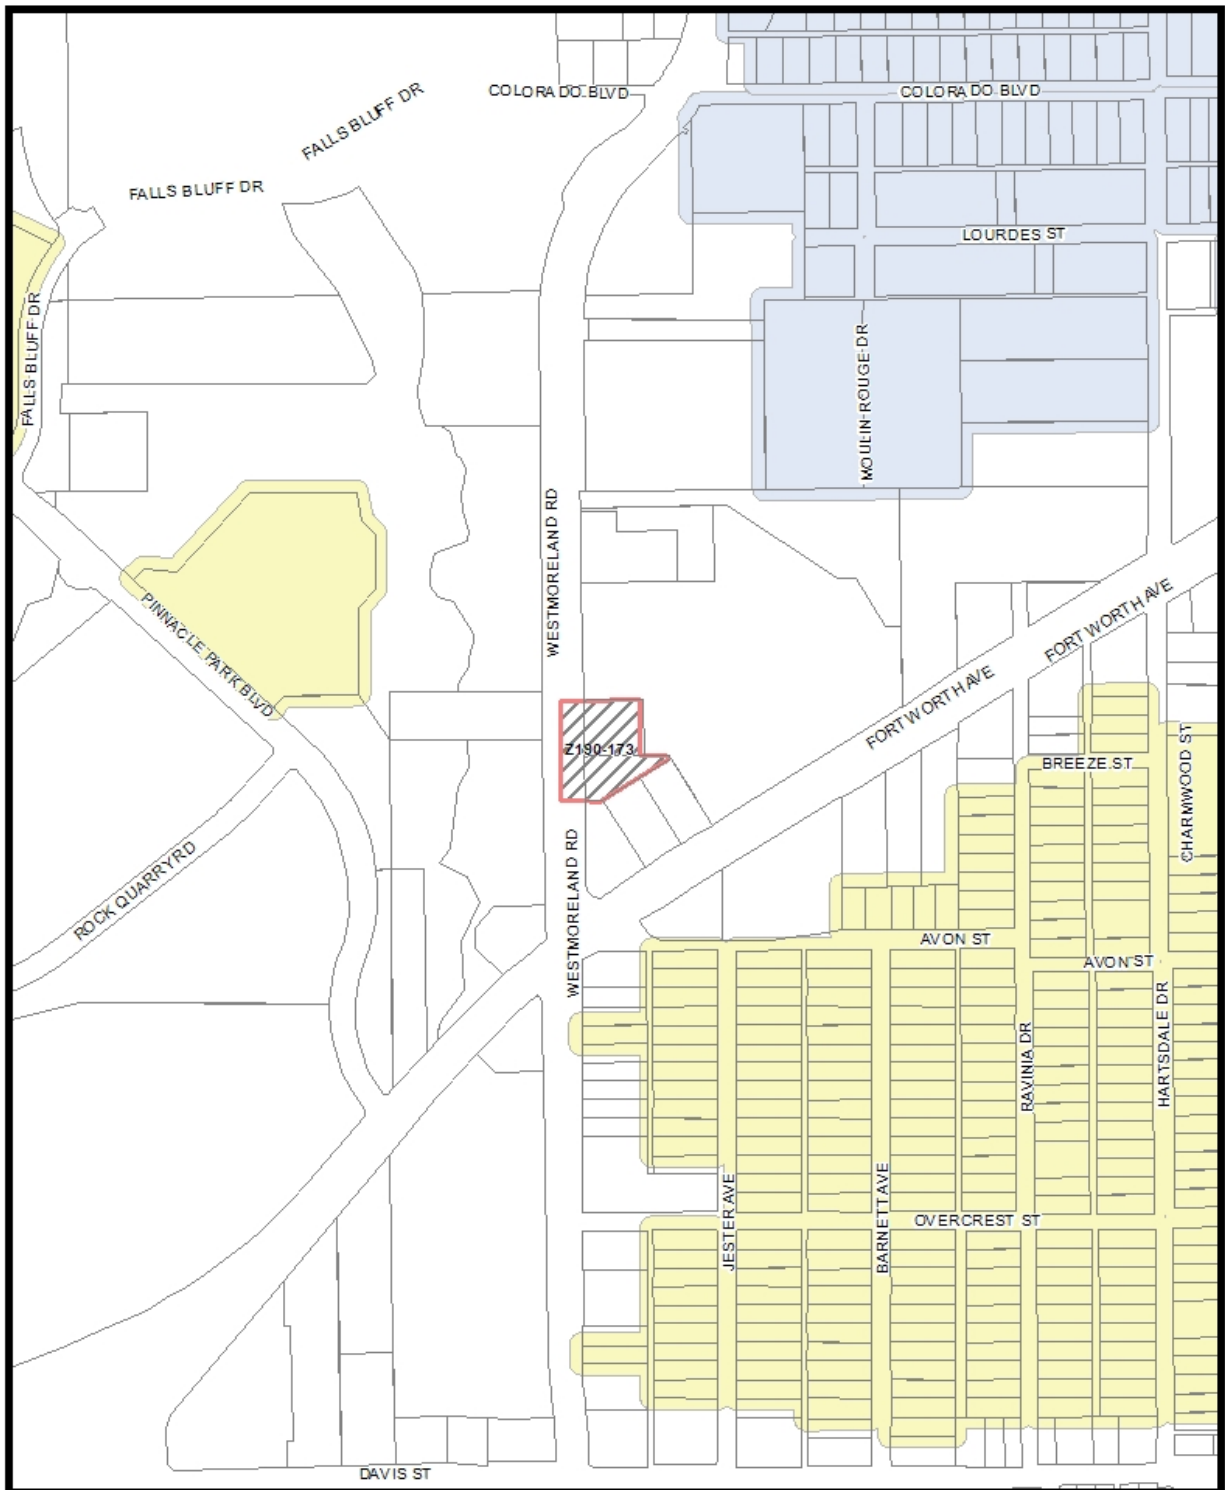 COLORADO BLVD
COLORADO BLVD
FALLS BLUFF DR
FALLS BLUFF DR
LOURDES ST
FALLS BLUFF DR
MOULIN-ROUGE DR
WESTMORELAND RD
FORT WORTH AVE
PINNACLE PARK BLVD
FORT WORTH AVE
Z190-173
BREEZE ST
CHARMWOOD ST
ROCK QUARRY RD
WESTMORELAND RD
AVON ST
AVON ST
HARTSDALE DR
RAVINIA DR
JESTER AVE
BARNETT AVE
OVERCREST ST
DAVIS ST